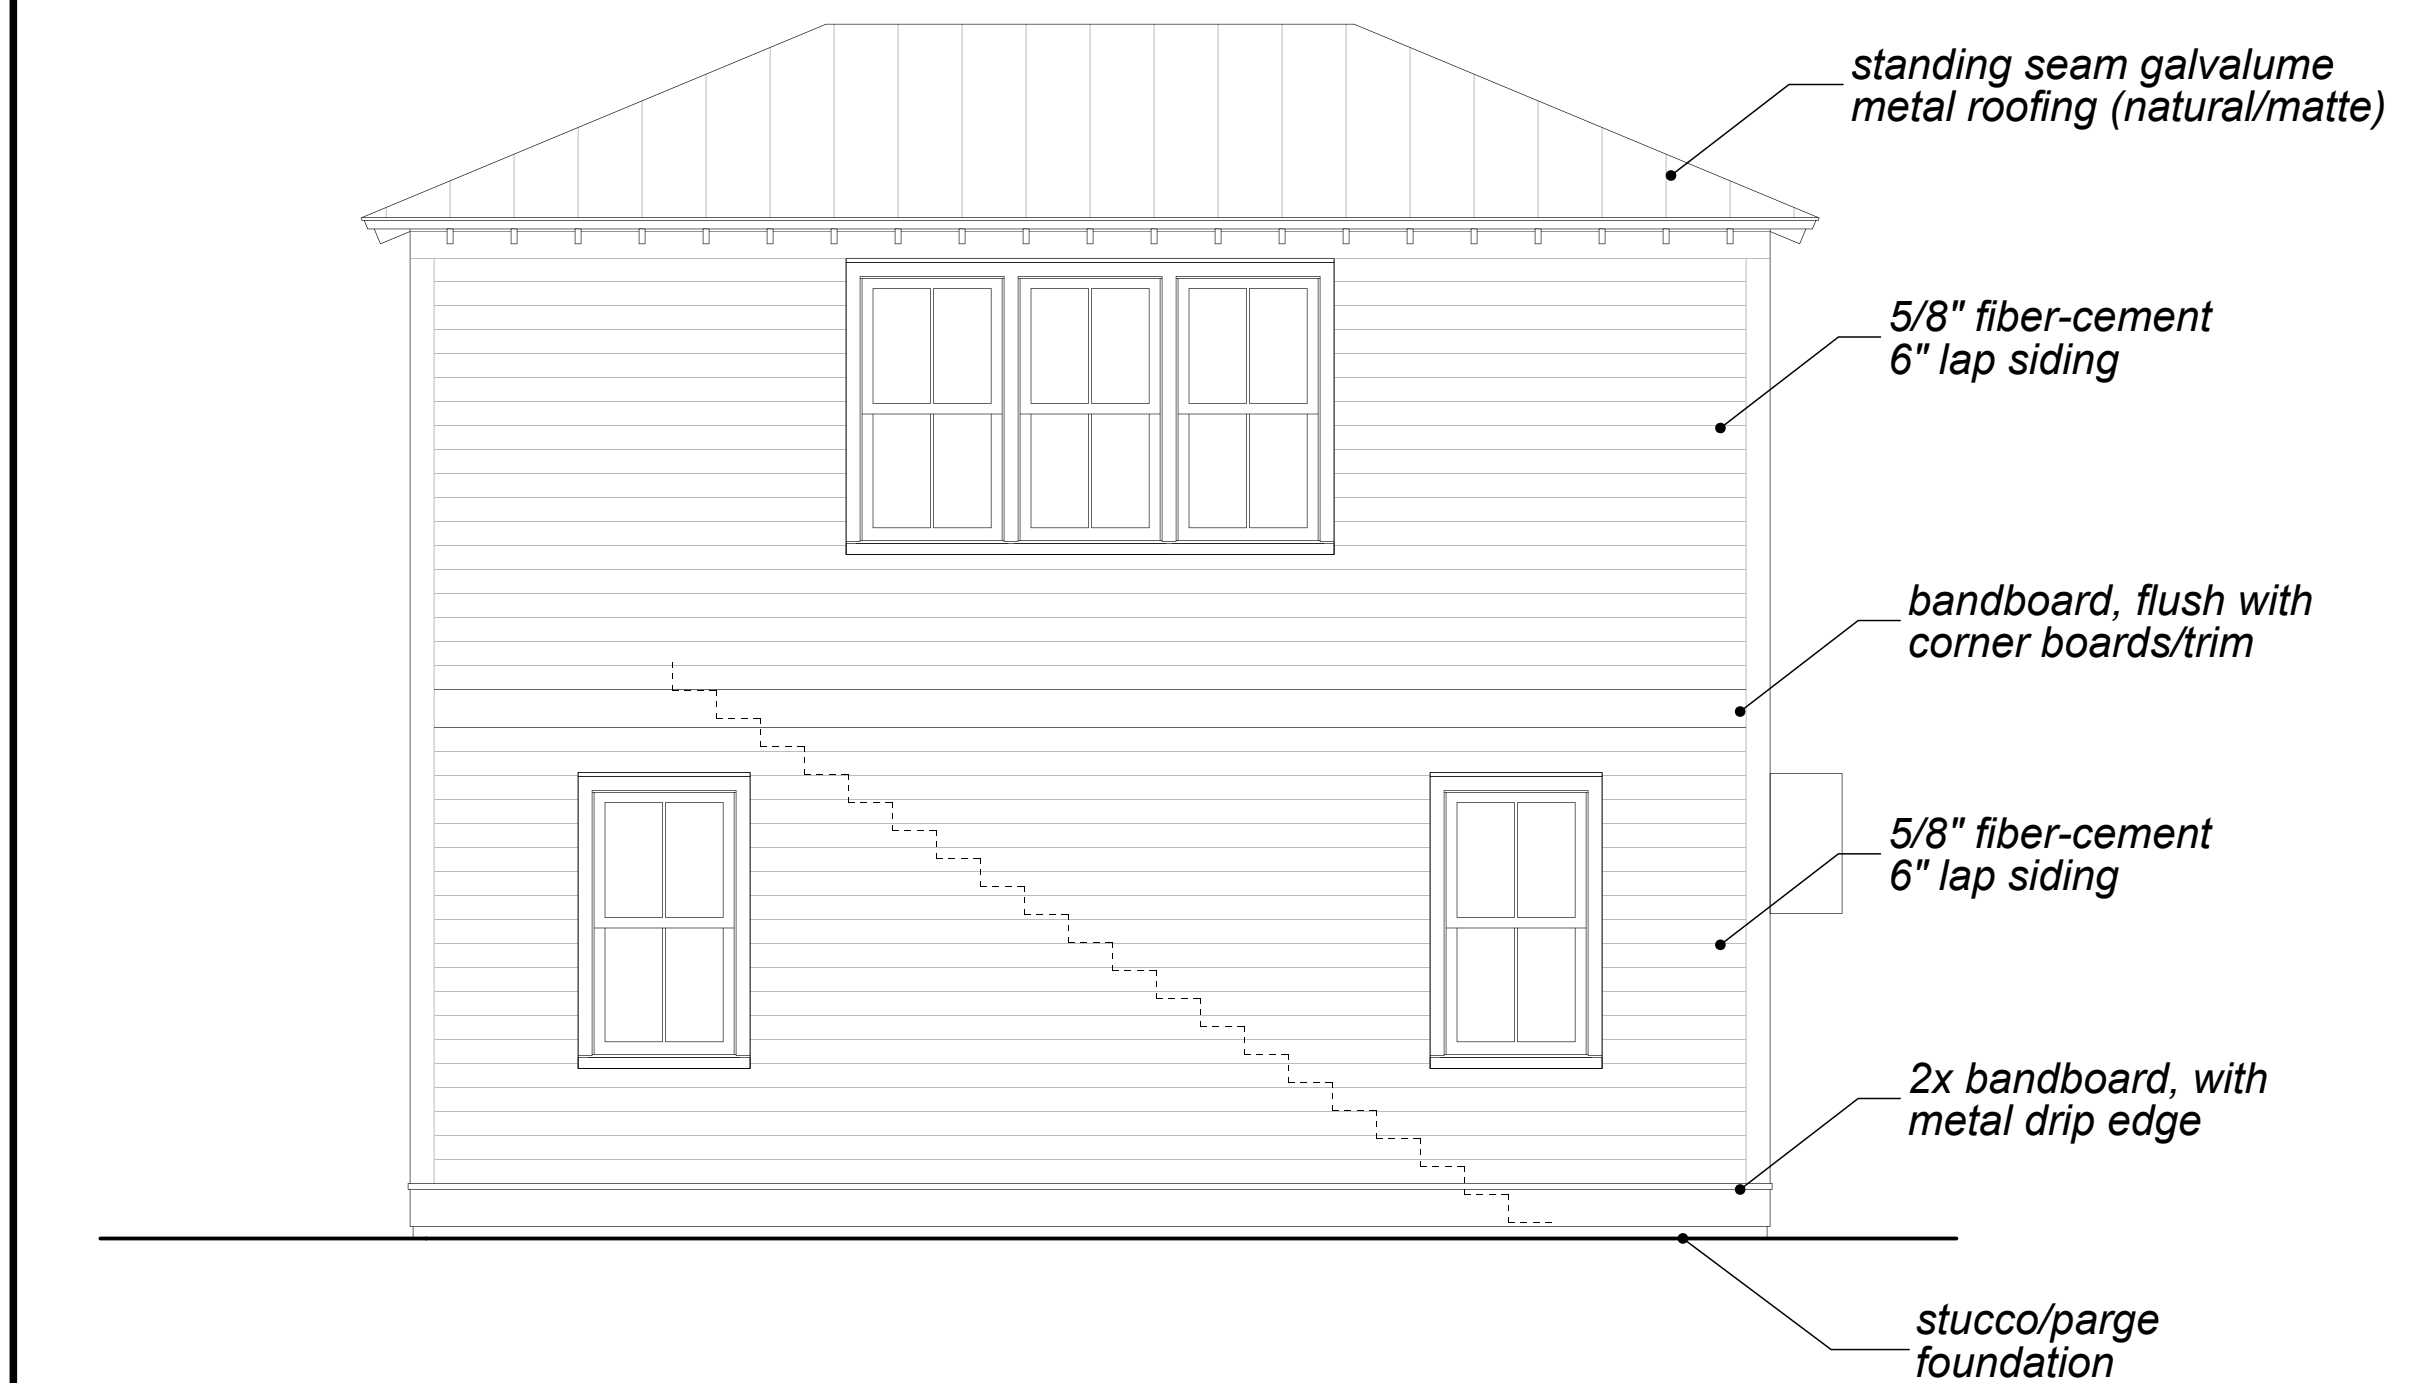 standing seam galvalume
metal roofing (natural/matte)
5/8" fiber-cement
6" lap siding
bandboard, flush with
corner boards/trim
5/8" fiber-cement
6" lap siding
2x bandboard, with
metal drip edge
stucco/parge
foundation